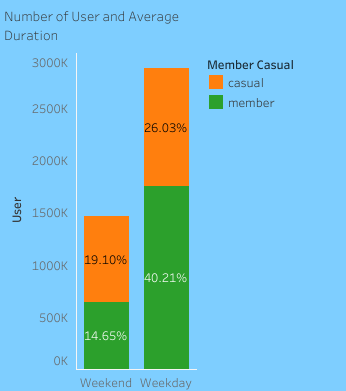 Number of User and Average
Duration
Member Casual
casual
member
3000K
2500K
2000K
1500K
1000K
500K
0K
User
26.03%
19.10%
40.21%
14.65%
Weekend Weekday